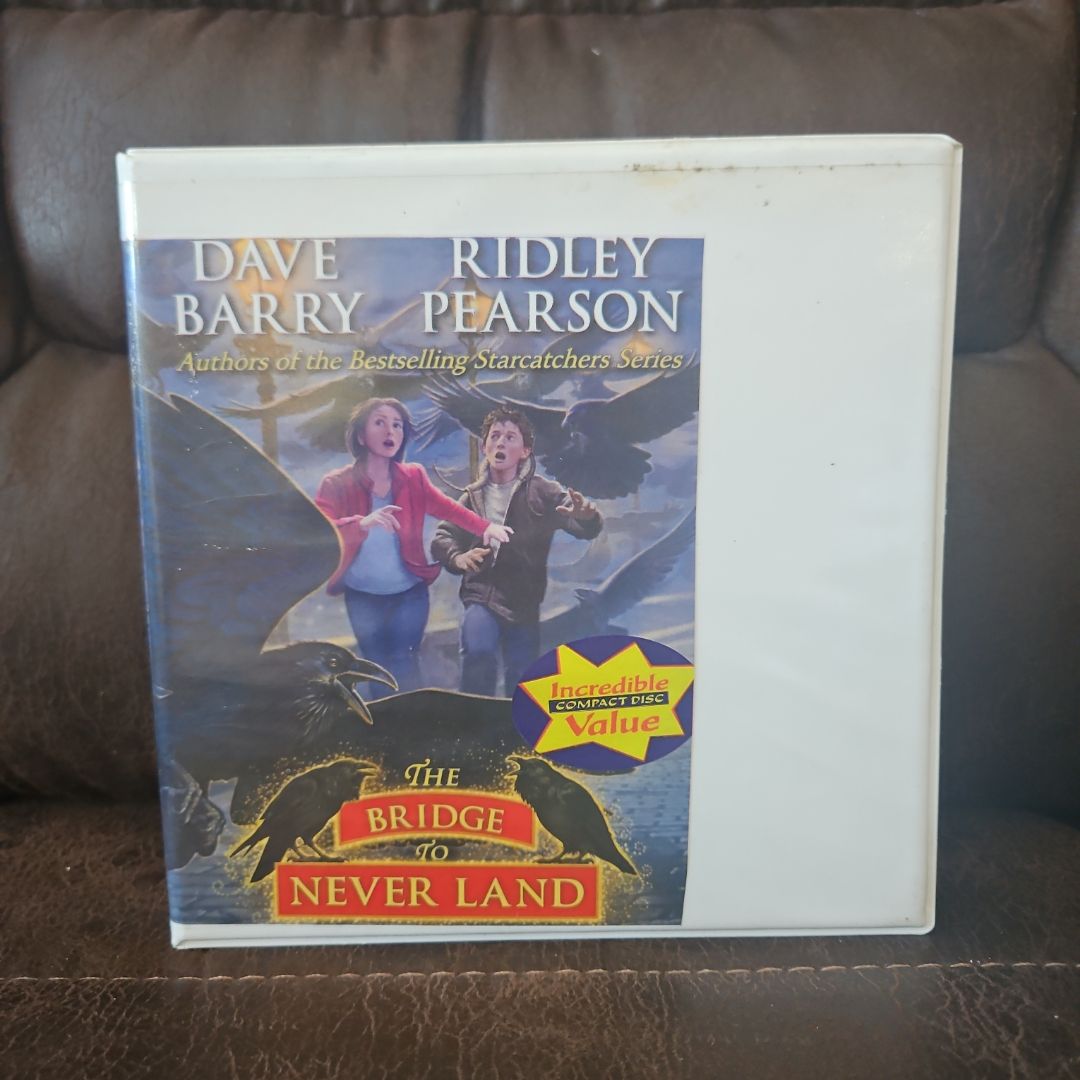 DAVE BARRY
RIDLEY PEARSON
Authors of the Bestselling Starcatchers Series
Incredible
COMPACT DISC
Value
THE
BRIDGE
TO
NEVER LAND